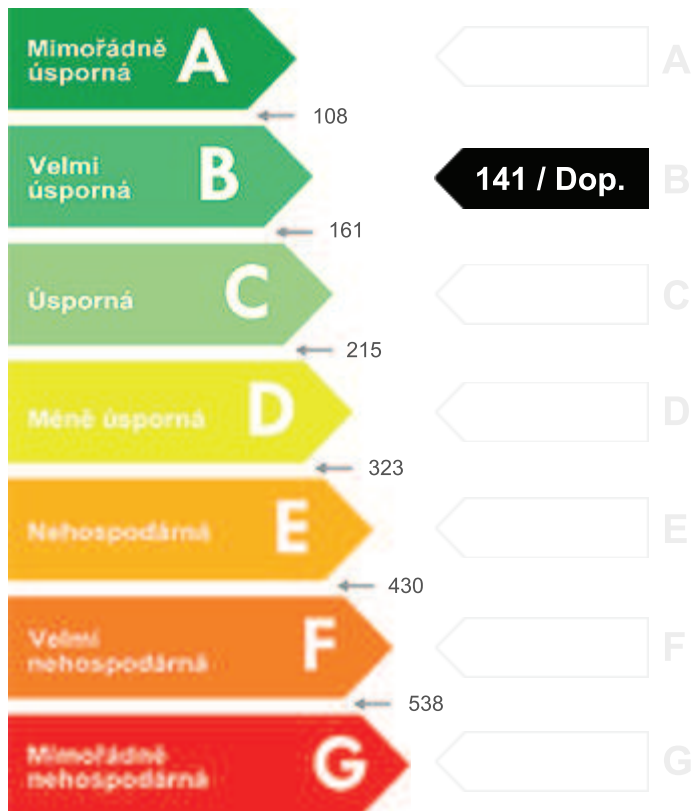 Mimořádně
úsporná
A
A
108
Velmi
úsporná
B
141 / Dop.
B
161
Úsporná
C
C
215
Méně úsporná
D
D
323
Nehospodárná
E
E
430
Velmi
nehospodárná
F
F
538
Mimořádně
nehospodárná
G
G